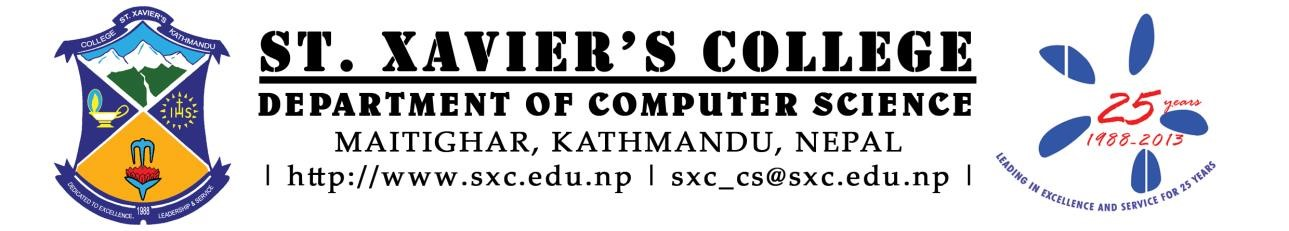 COLLEGE ST. XAVIER'S KATHMANDU
IHS
DEDICATED TO EXCELLENCE, 1988 LEADERSHIP & SERVICE
ST. XAVIER'S COLLEGE
DEPARTMENT OF COMPUTER SCIENCE
MAITIGHAR, KATHMANDU, NEPAL
| http://www.sxc.edu.np | sxc_cs@sxc.edu.np |
25 years
1988-2013
LEADING IN EXCELLENCE AND SERVICE FOR 25 YEARS